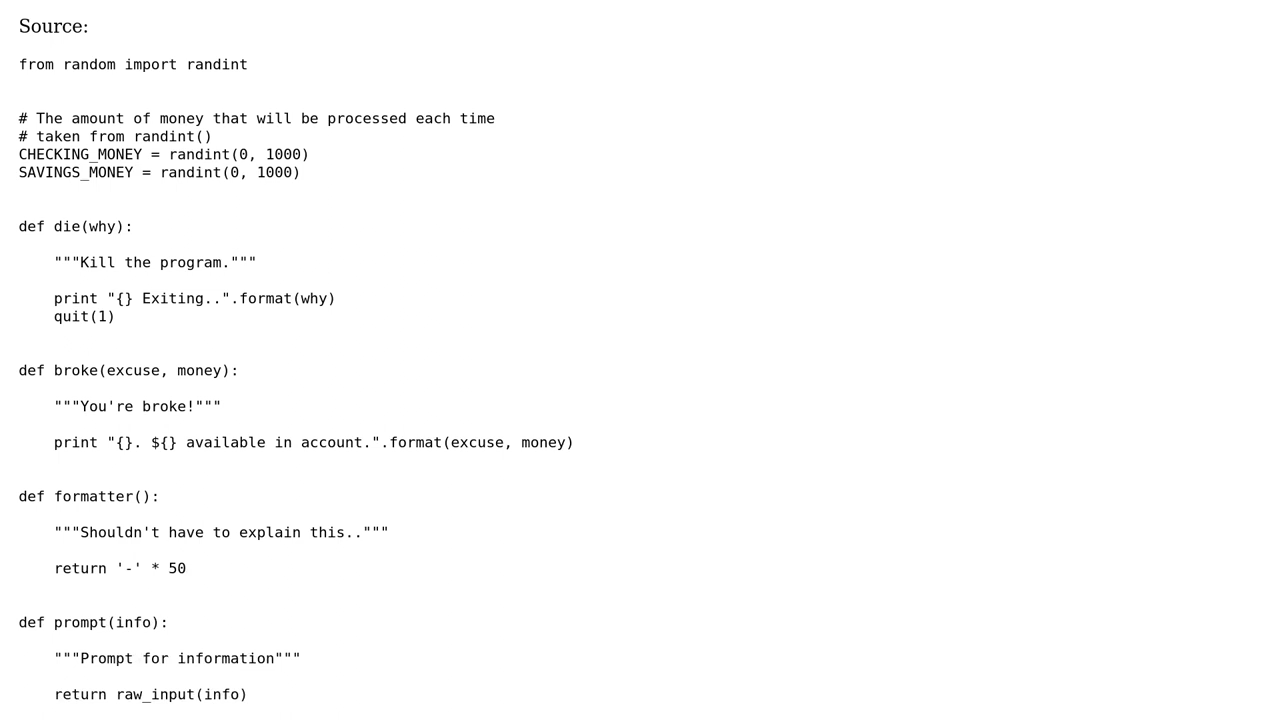 Source:
from random import randint
# The amount of money that will be processed each time
# taken from randint()
CHECKING_MONEY = randint(0, 1000)
SAVINGS_MONEY = randint(0, 1000)
def die(why):
    """Kill the program."""
    print "{} Exiting..".format(why)
    quit(1)
def broke(excuse, money):
    """You're broke!"""
    print "{}. ${} available in account.".format(excuse, money)
def formatter():
    """Shouldn't have to explain this.."""
    return '-' * 50
def prompt(info):
    """Prompt for information"""
    return raw_input(info)